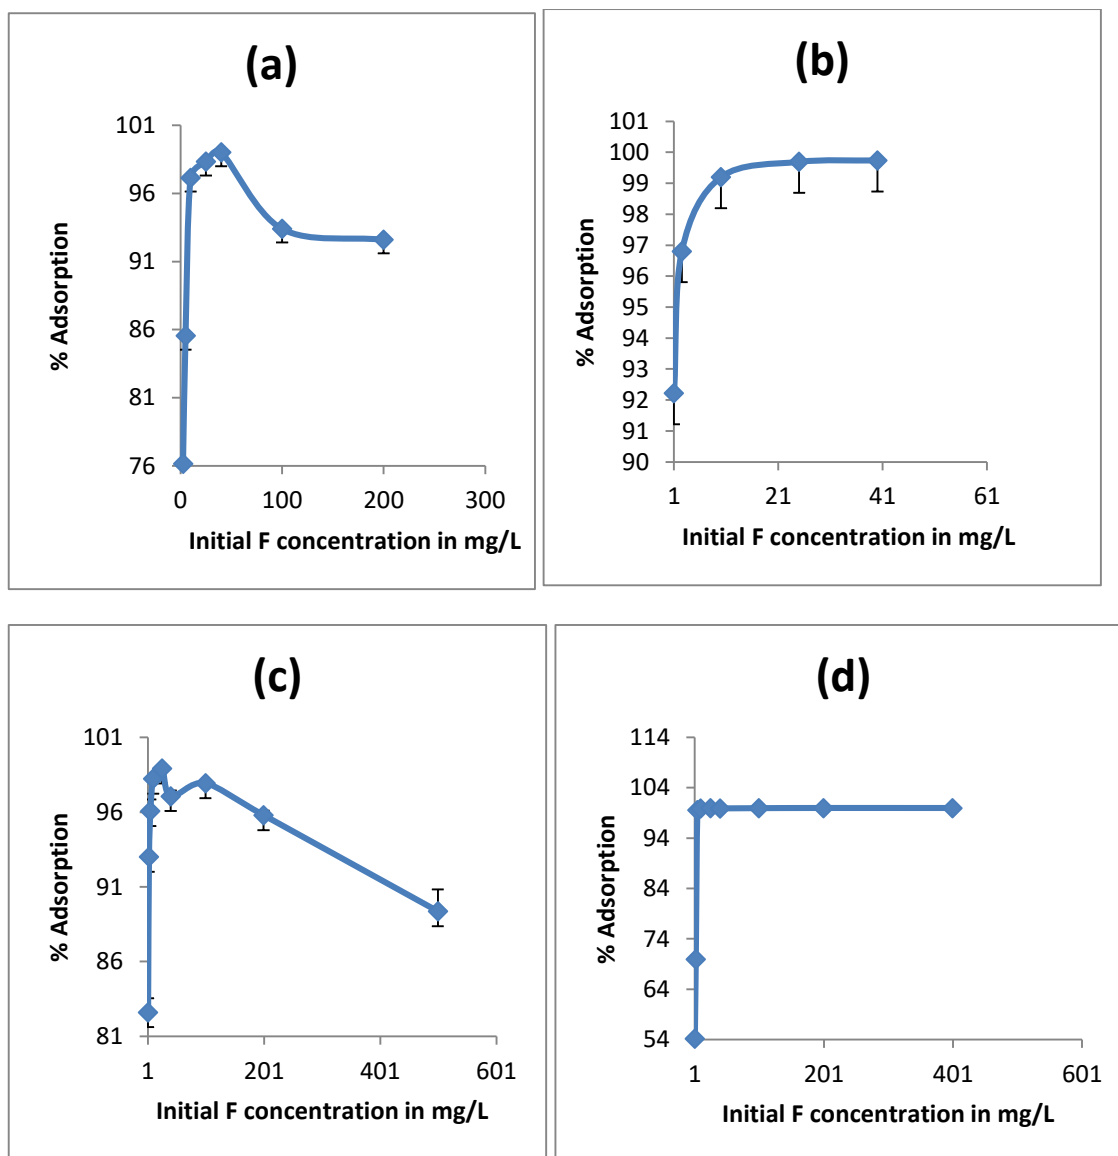 (a)
% Adsorption
101
96
91
86
81
76
0 100 200 300
Initial F concentration in mg/L
(b)
% Adsorption
101
100
99
98
97
96
95
94
93
92
91
90
1 21 41 61
Initial F concentration in mg/L
(c)
% Adsorption
101
96
91
86
81
1 201 401 601
Initial F concentration in mg/L
(d)
% Adsorption
114
104
94
84
74
64
54
1 201 401 601
Initial F concentration in mg/L